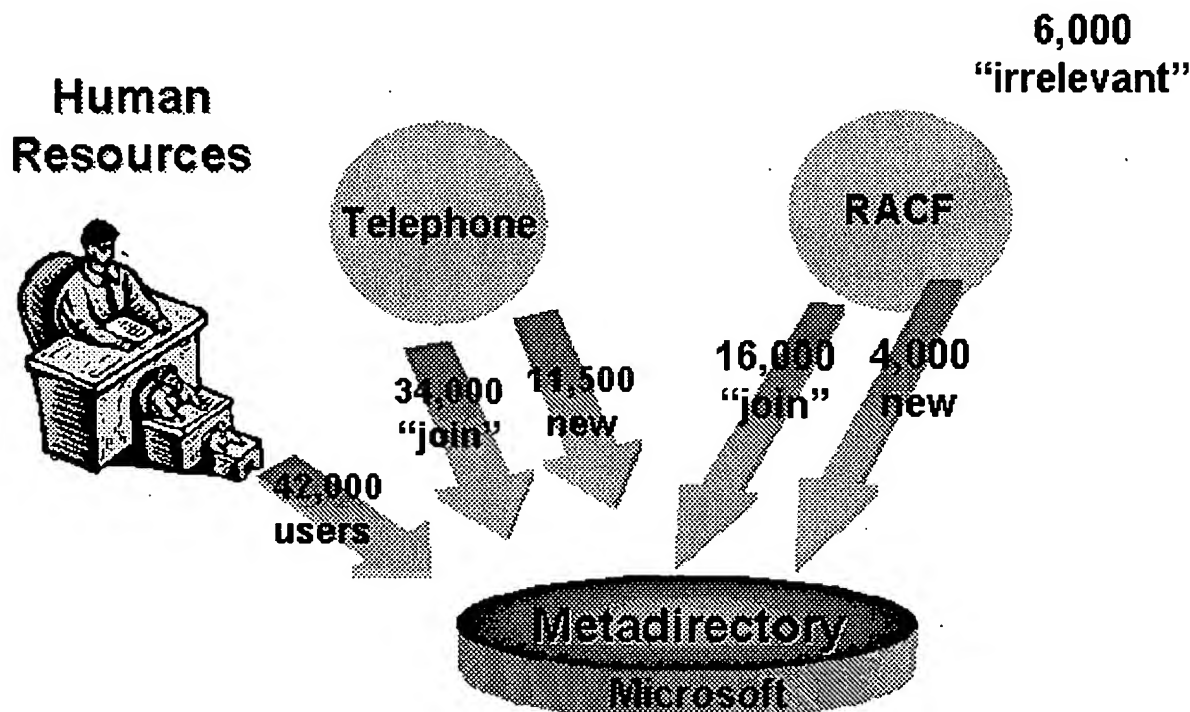 6,000
“irrelevant”
Human
Resources
Telephone
RACF
34,000
“join”
11,500
new
16,000
“join”
4,000
new
42,000
users
Metadirectory
Microsoft